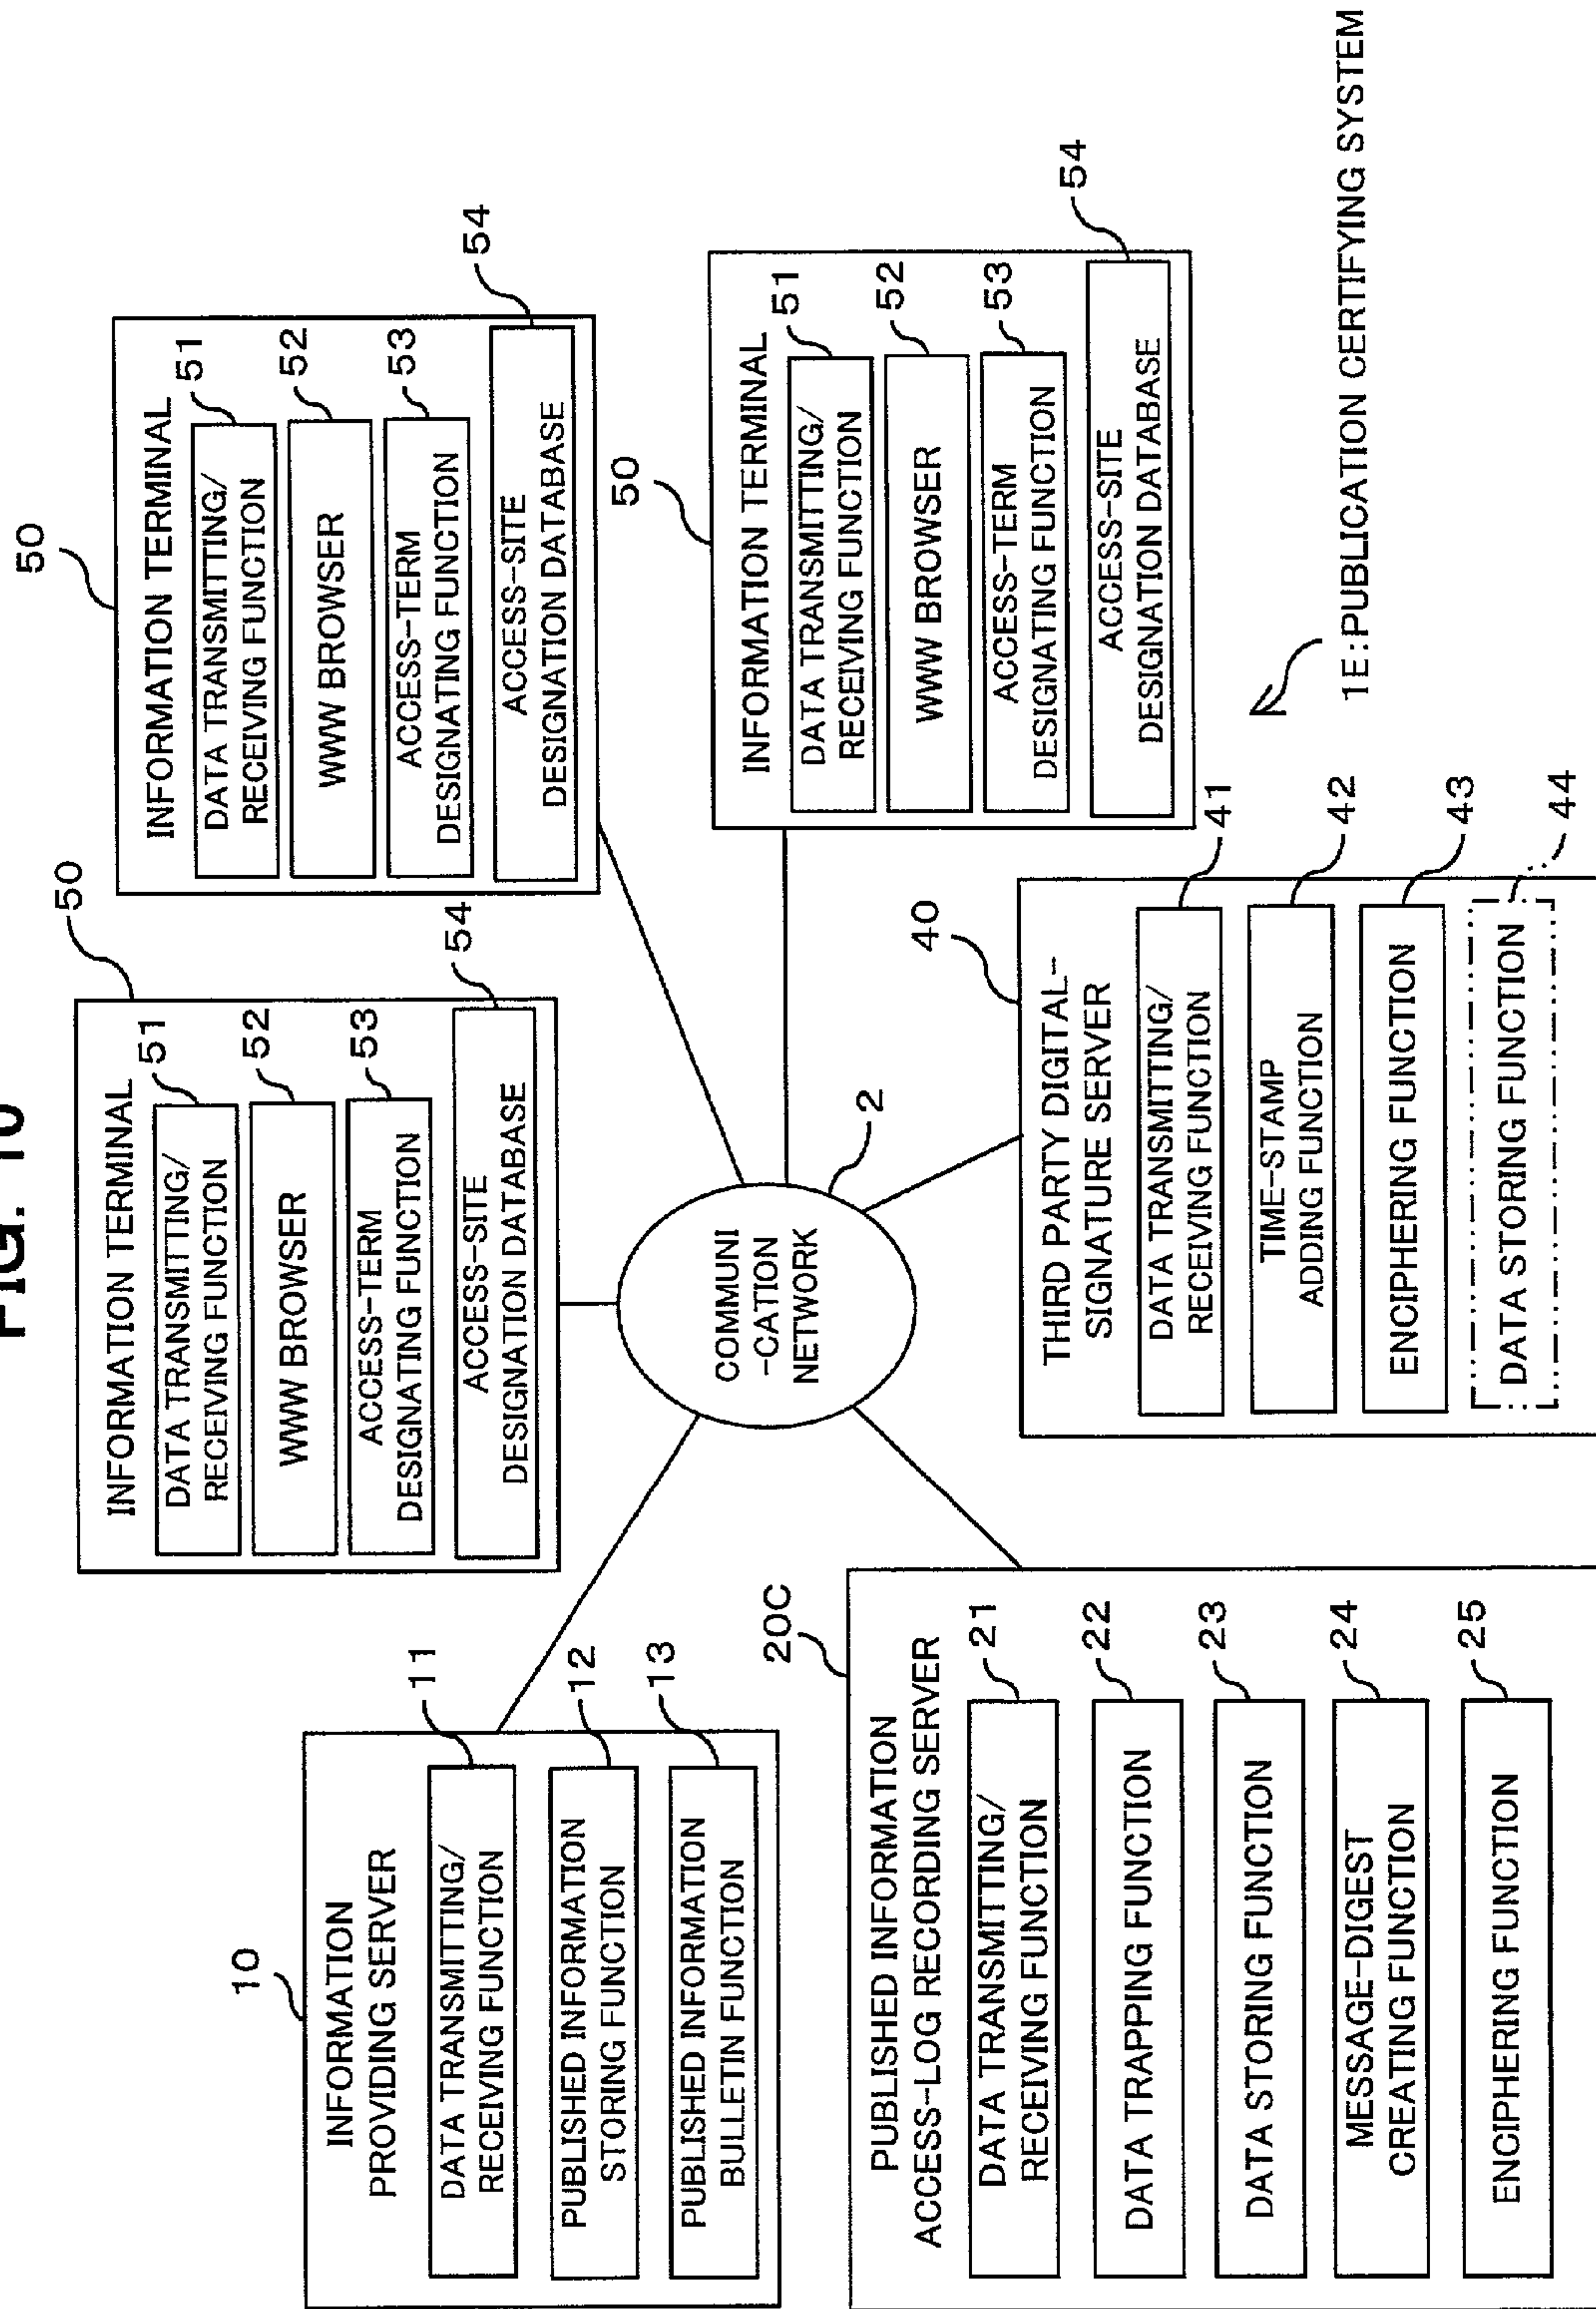 FIG. 10
10
INFORMATION
PROVIDING SERVER
DATA TRANSMITTING/
RECEIVING FUNCTION
11
PUBLISHED INFORMATION
STORING FUNCTION
12
PUBLISHED INFORMATION
BULLETIN FUNCTION
13
50
INFORMATION TERMINAL
DATA TRANSMITTING/
RECEIVING FUNCTION
51
WWW BROWSER
52
ACCESS-TERM
DESIGNATING FUNCTION
53
ACCESS-SITE
DESIGNATION DATABASE
54
50
INFORMATION TERMINAL
DATA TRANSMITTING/
RECEIVING FUNCTION
51
WWW BROWSER
52
ACCESS-TERM
DESIGNATING FUNCTION
53
ACCESS-SITE
DESIGNATION DATABASE
54
50
INFORMATION TERMINAL
DATA TRANSMITTING/
RECEIVING FUNCTION
51
WWW BROWSER
52
ACCESS-TERM
DESIGNATING FUNCTION
53
ACCESS-SITE
DESIGNATION DATABASE
54
COMMUNI
-CATION
NETWORK
2
20C
PUBLISHED INFORMATION
ACCESS-LOG RECORDING SERVER
DATA TRANSMITTING/
RECEIVING FUNCTION
21
DATA TRAPPING FUNCTION
22
DATA STORING FUNCTION
23
MESSAGE-DIGEST
CREATING FUNCTION
24
ENCIPHERING FUNCTION
25
40
THIRD PARTY DIGITAL-
SIGNATURE SERVER
DATA TRANSMITTING/
RECEIVING FUNCTION
41
TIME-STAMP
ADDING FUNCTION
42
ENCIPHERING FUNCTION
43
DATA STORING FUNCTION
44
1E:PUBLICATION CERTIFYING SYSTEM